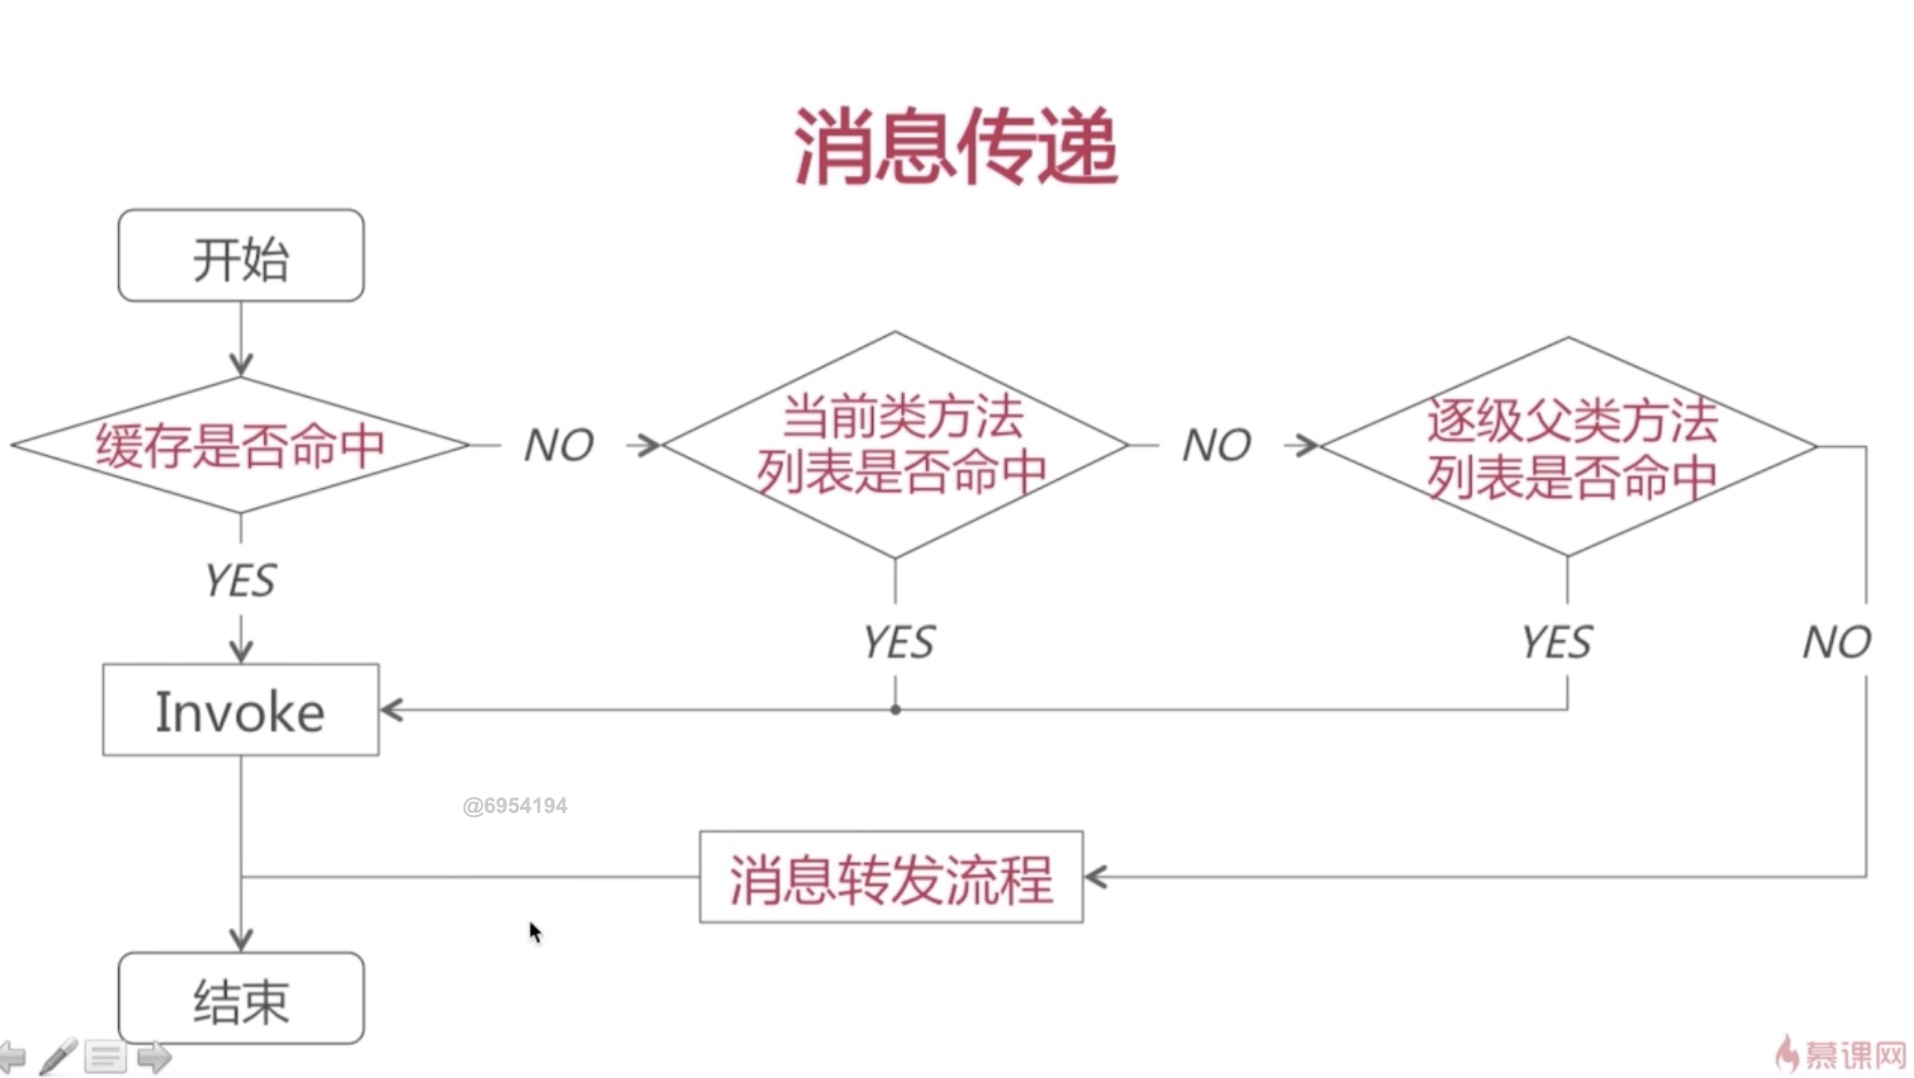 消息传递
开始
缓存是否命中
NO
当前类方法
列表是否命中
NO
逐级父类方法
列表是否命中
YES
YES
YES
NO
Invoke
@6954194
消息转发流程
结束
慕课网